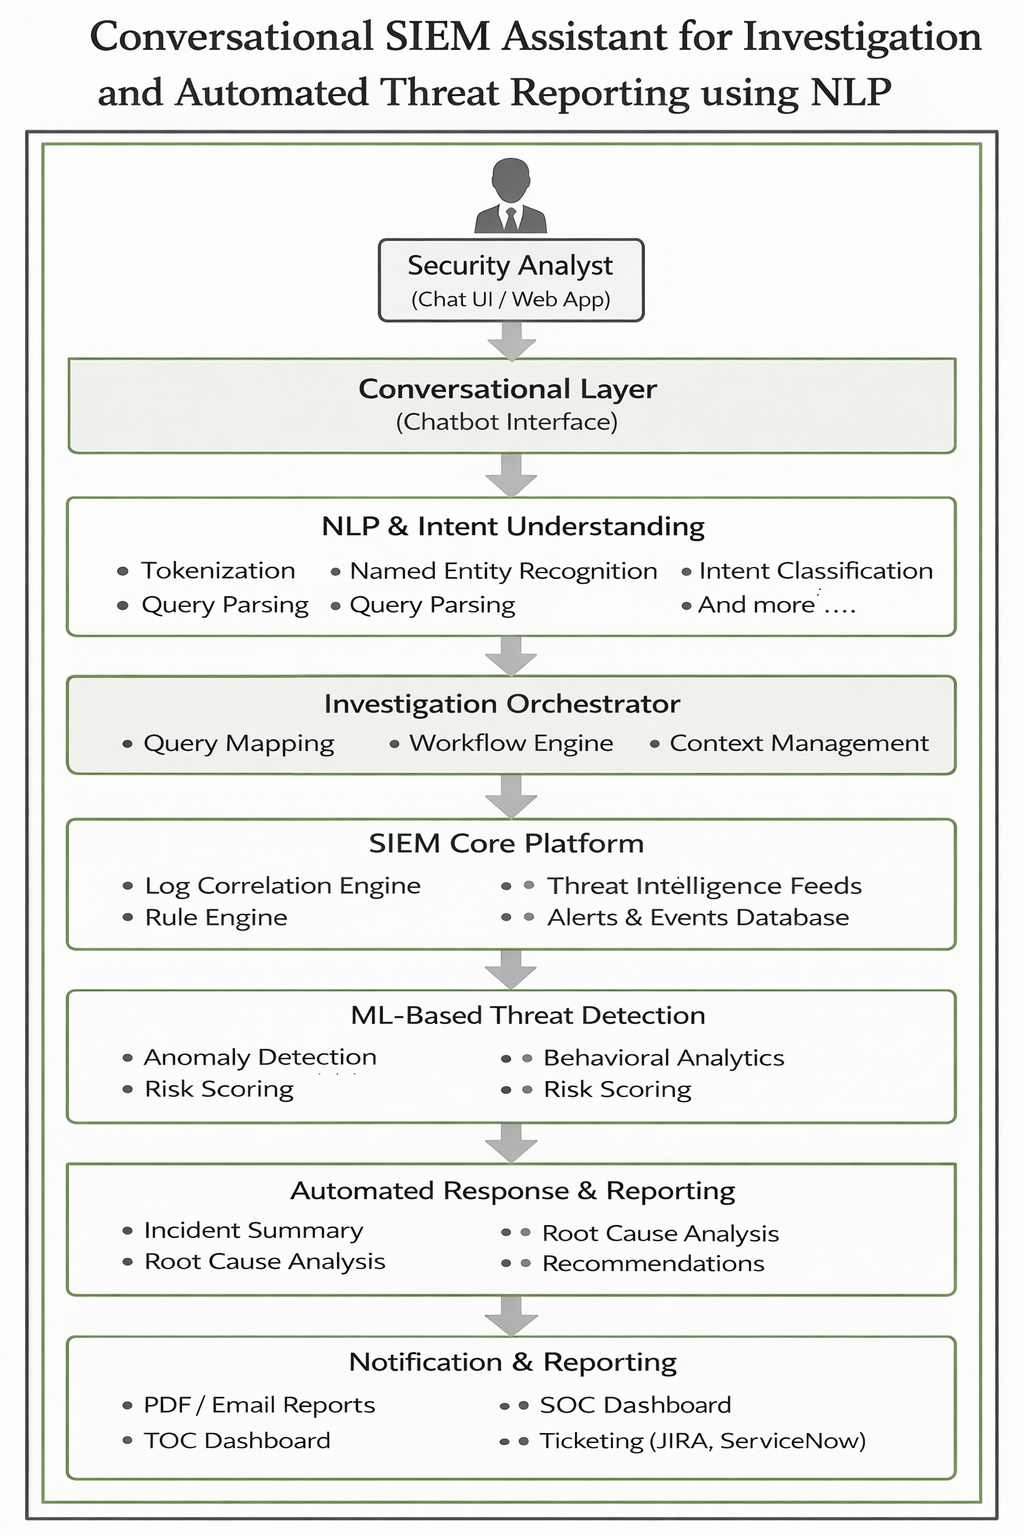 Conversational SIEM Assistant for Investigation
and Automated Threat Reporting using NLP
Security Analyst
(Chat UI / Web App)
Conversational Layer
(Chatbot Interface)
NLP & Intent Understanding
• Tokenization • Named Entity Recognition • Intent Classification
• Query Parsing • Query Parsing • And more ....
Investigation Orchestrator
• Query Mapping • Workflow Engine • Context Management
SIEM Core Platform
• Log Correlation Engine • • Threat Intelligence Feeds
• Rule Engine • • Alerts & Events Database
ML-Based Threat Detection
• Anomaly Detection • • Behavioral Analytics
• Risk Scoring • • Risk Scoring
Automated Response & Reporting
• Incident Summary • • Root Cause Analysis
• Root Cause Analysis • • Recommendations
Notification & Reporting
• PDF / Email Reports • • SOC Dashboard
• TOC Dashboard • • Ticketing (JIRA, ServiceNow)